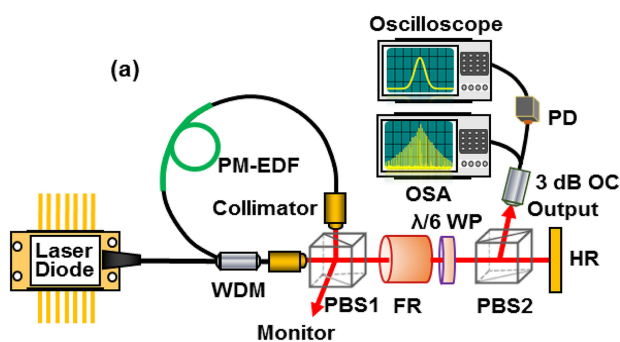 Oscilloscope
(a)
PD
PM-EDF
OSA
3 dB OC
Output
Collimator
λ/6 WP
Laser
Diode
HR
WDM
PBS1
FR
PBS2
Monitor